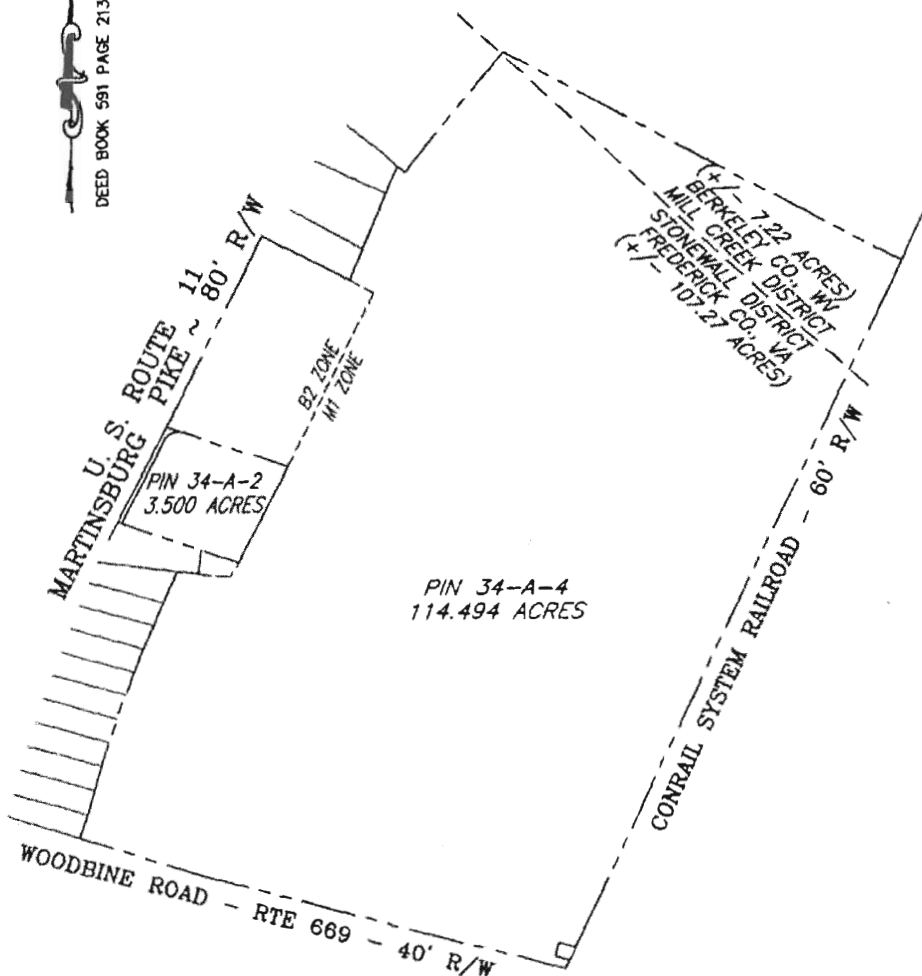 DEED BOOK 591 PAGE 213
U. S. ROUTE 11
MARTINSBURG PIKE ~ 80' R/W
(+/- 7.22 ACRES)
BERKELEY CO., WV
MILL CREEK DISTRICT
STONEWALL DISTRICT
FREDERICK CO., VA
(+/- 107.27 ACRES)
B2 ZONE
M1 ZONE
PIN 34-A-2
3.500 ACRES
PIN 34-A-4
114.494 ACRES
CONRAIL SYSTEM RAILROAD - 60' R/W
WOODBINE ROAD - RTE 669 - 40' R/W